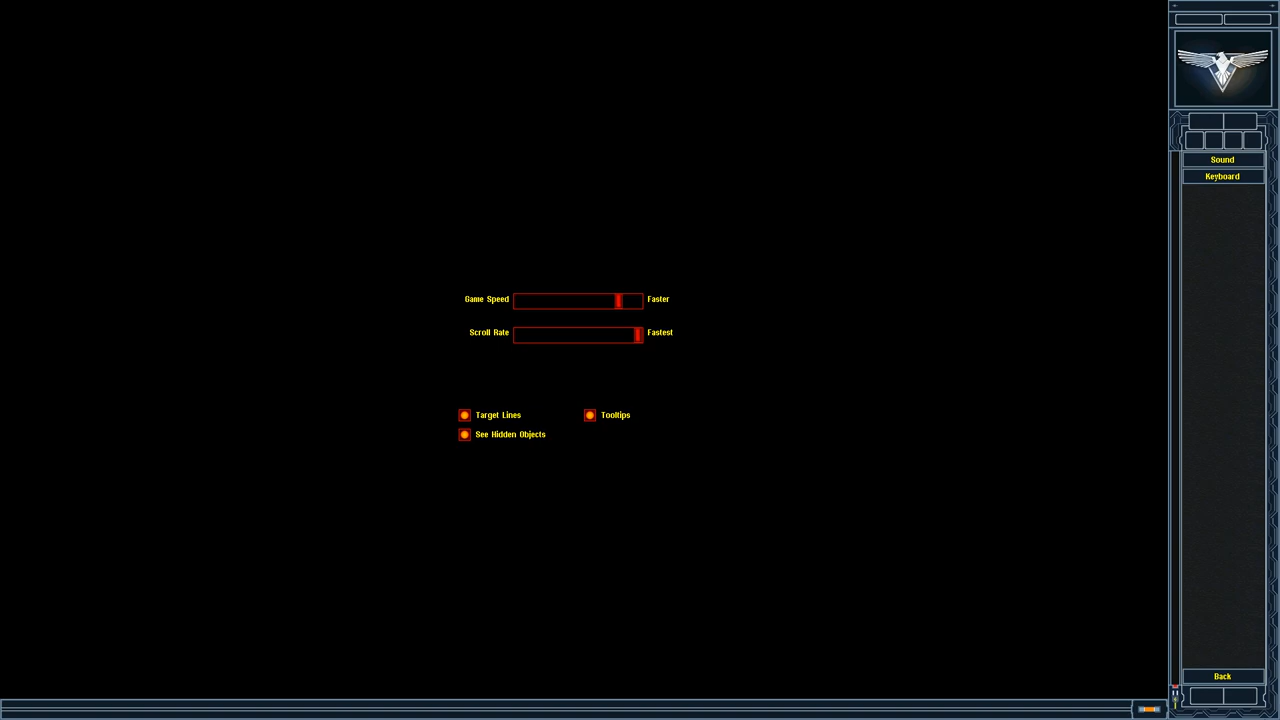 Sound
Keyboard
Game Speed Faster
Scroll Rate Fastest
Target Lines Tooltips
See Hidden Objects
Back